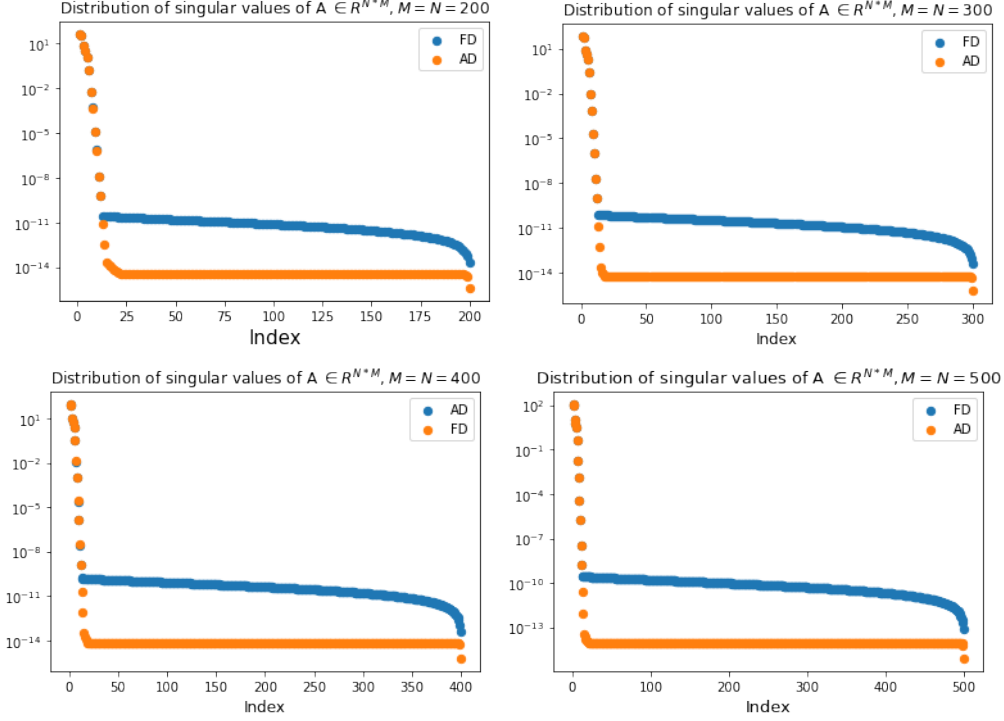 Distribution of singular values of A ∈ R^{N*M}, M = N = 200
10^1
10^{-2}
10^{-5}
10^{-8}
10^{-11}
10^{-14}
FD
AD
0 25 50 75 100 125 150 175 200
Index
Distribution of singular values of A ∈ R^{N*M}, M = N = 300
10^1
10^{-2}
10^{-5}
10^{-8}
10^{-11}
10^{-14}
FD
AD
0 50 100 150 200 250 300
Index
Distribution of singular values of A ∈ R^{N*M}, M = N = 400
10^1
10^{-2}
10^{-5}
10^{-8}
10^{-11}
10^{-14}
AD
FD
0 50 100 150 200 250 300 350 400
Index
Distribution of singular values of A ∈ R^{N*M}, M = N = 500
10^2
10^{-1}
10^{-4}
10^{-7}
10^{-10}
10^{-13}
FD
AD
0 100 200 300 400 500
Index